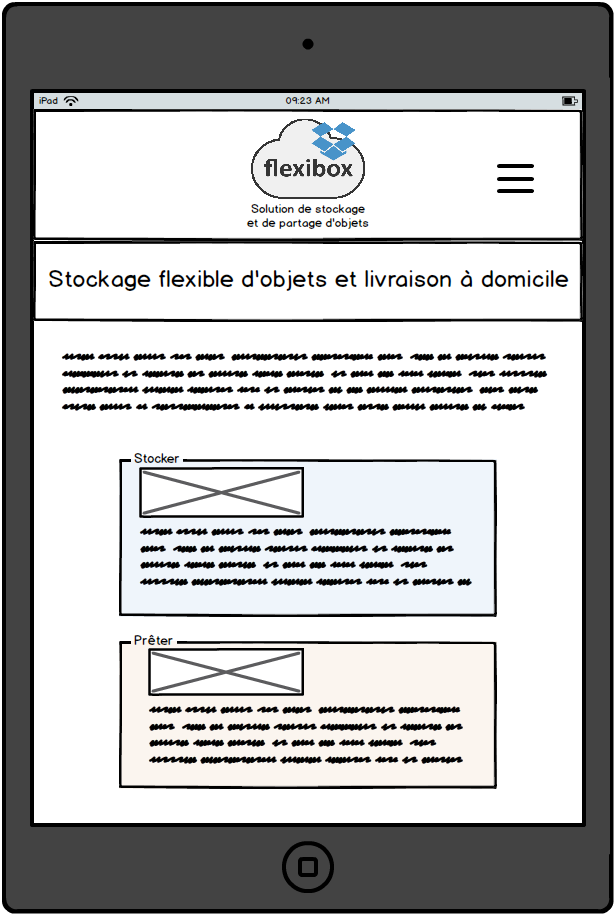 iPad
09:23 AM
flexibox
Solution de stockage
et de partage d'objets
Stockage flexible d'objets et livraison à domicile
Stocker
Prêter